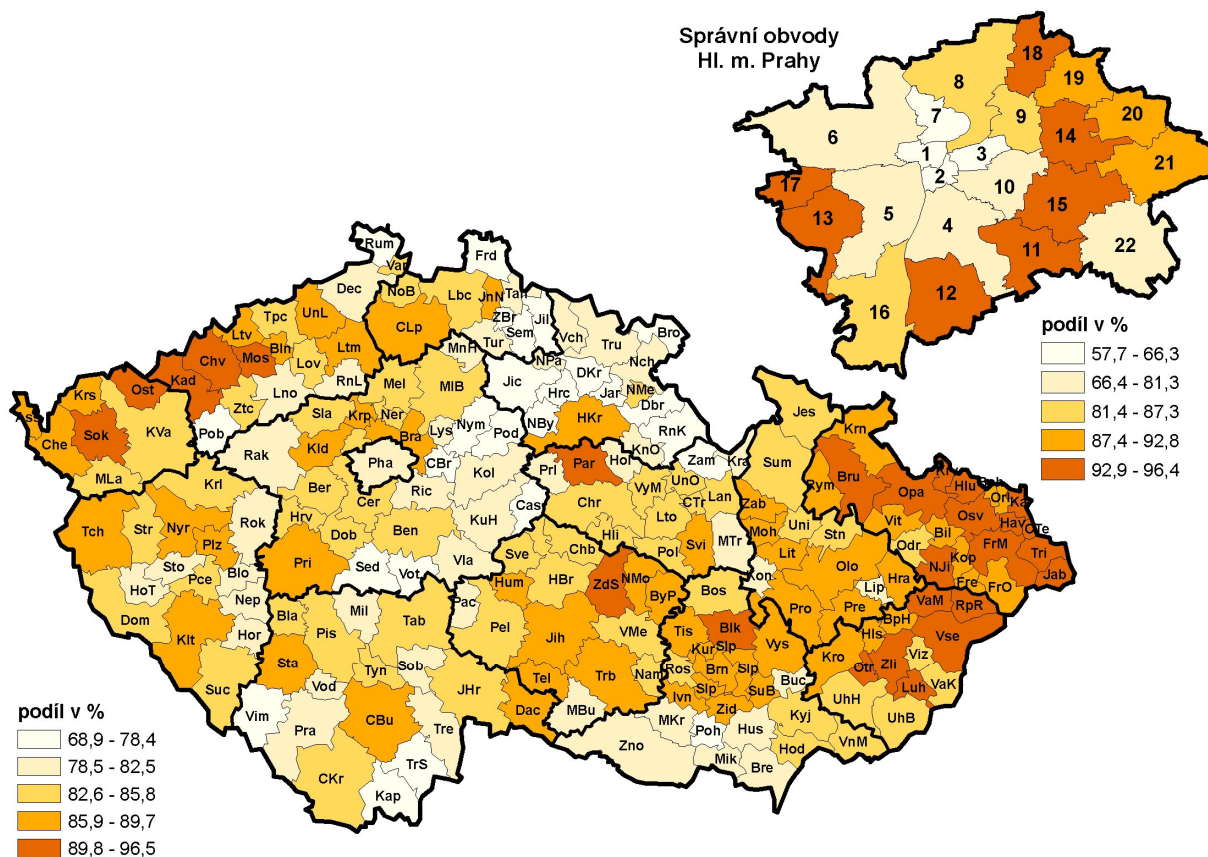 Správní obvody
Hl. m. Prahy
18
8
19
7
20
9
6
14
1
3
21
2
17
10
13
5
15
4
22
11
12
16
podíl v %
57,7 - 66,3
66,4 - 81,3
81,4 - 87,3
87,4 - 92,8
92,9 - 96,4
Rum
Frd
Var
Dec
NoB
Lbc
JnN
Tan
Tpc
UnL
CLp
ZBr
Jil
Sem
Bro
Ltv
Bln
Ltm
Tur
Vch
Tru
Chv
Mos
Lov
MnH
NPa
Nch
Ost
Kad
Lno
RnL
Mel
MlB
Jic
DKr
Krs
Ztc
Hrc
Jar
NMe
Sla
Krp
Ner
Dbr
Che
Sok
KVa
Pob
Lys
Nym
NBy
HKr
RnK
Kld
Bra
Pod
Jes
MLa
Rak
Pha
CBr
Kol
KnO
Zam
Kra
Krn
Krl
Ber
Ric
Prl
Par
Hol
Sum
Rym
Bru
Cer
VyM
UnO
Lan
Opa
Hlu
Tch
Str
Nyr
Rok
Hrv
Ben
KuH
Cas
Chr
CTr
Zab
Orl
Osv
HaV
CTe
Plz
Dob
Lto
MTr
Moh
Uni
Stn
Vit
Bil
Sto
Pri
Sed
Vot
Vla
Hli
Svi
Odr
FrM
Tri
HoT
Pce
Blo
Sve
Chb
Pol
Lit
Olo
NJi
Kop
Jab
Nep
Mil
Hum
HBr
ZdS
NMo
Kon
Lip
Hra
Fre
FrO
Dom
Klt
Hor
Bla
Pis
Tab
Pac
Pel
ByP
Bos
Pro
Pre
VaM
RpR
BpH
Sta
Tyn
Sob
Jih
VMe
Tis
Blk
Vys
Kro
Hls
Vse
Suc
Vod
JHr
Tel
Trb
Nam
Kur
Slp
Otr
Zli
Viz
Vim
Pra
CBu
Tre
Dac
MBu
Ros
Brn
Slp
Buc
UhH
Luh
VaK
Ivn
Slp
SuB
Zid
MKr
Poh
Hus
Kyj
UhB
CKr
TrS
Zno
Mik
Bre
Hod
VnM
Kap
podíl v %
68,9 - 78,4
78,5 - 82,5
82,6 - 85,8
85,9 - 89,7
89,8 - 96,5